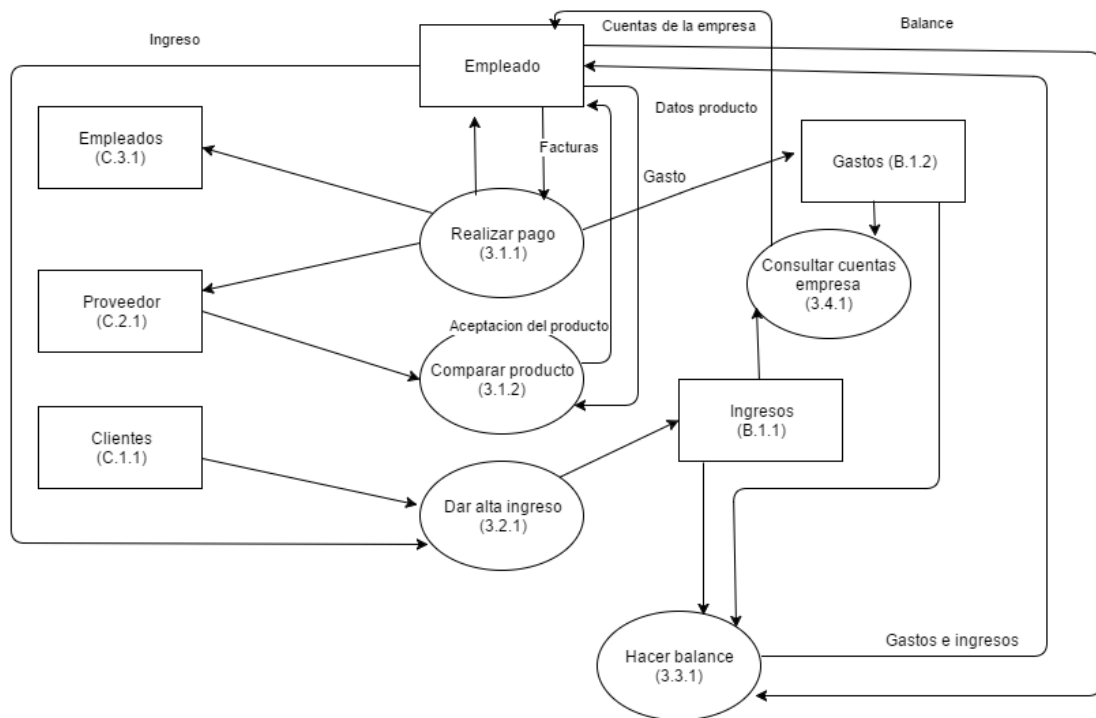 Cuentas de la empresa
Balance
Ingreso
Empleado
Datos producto
Empleados
(C.3.1)
Facturas
Gasto
Gastos (B.1.2)
Realizar pago
(3.1.1)
Consultar cuentas
empresa
(3.4.1)
Proveedor
(C.2.1)
Aceptacion del producto
Comparar producto
(3.1.2)
Ingresos
(B.1.1)
Clientes
(C.1.1)
Dar alta ingreso
(3.2.1)
Gastos e ingresos
Hacer balance
(3.3.1)